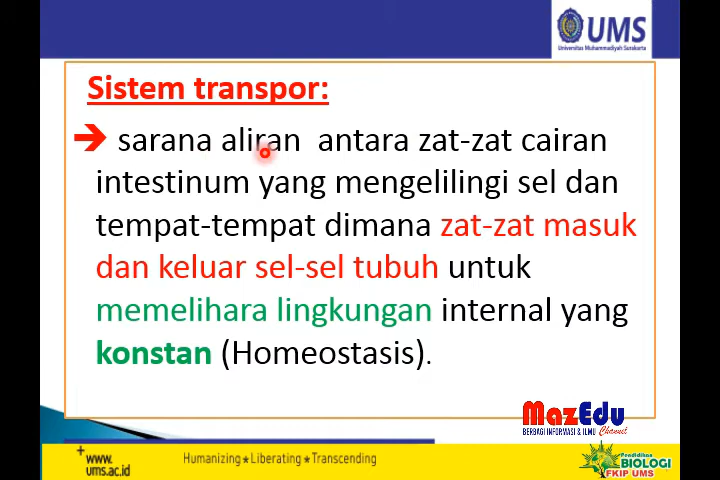 UMS
Universitas Muhammadiyah Surakarta
Sistem transpor:
sarana aliran antara zat-zat cairan
intestinum yang mengelilingi sel dan
tempat-tempat dimana zat-zat masuk
dan keluar sel-sel tubuh untuk
memelihara lingkungan internal yang
konstan (Homeostasis).
MazEdu
BERBAGI INFORMASI & ILMU Channel
www.
ums.ac.id
Humanizing★Liberating★Transcending
Pendidikan
BIOLOGI
FKIP UMS